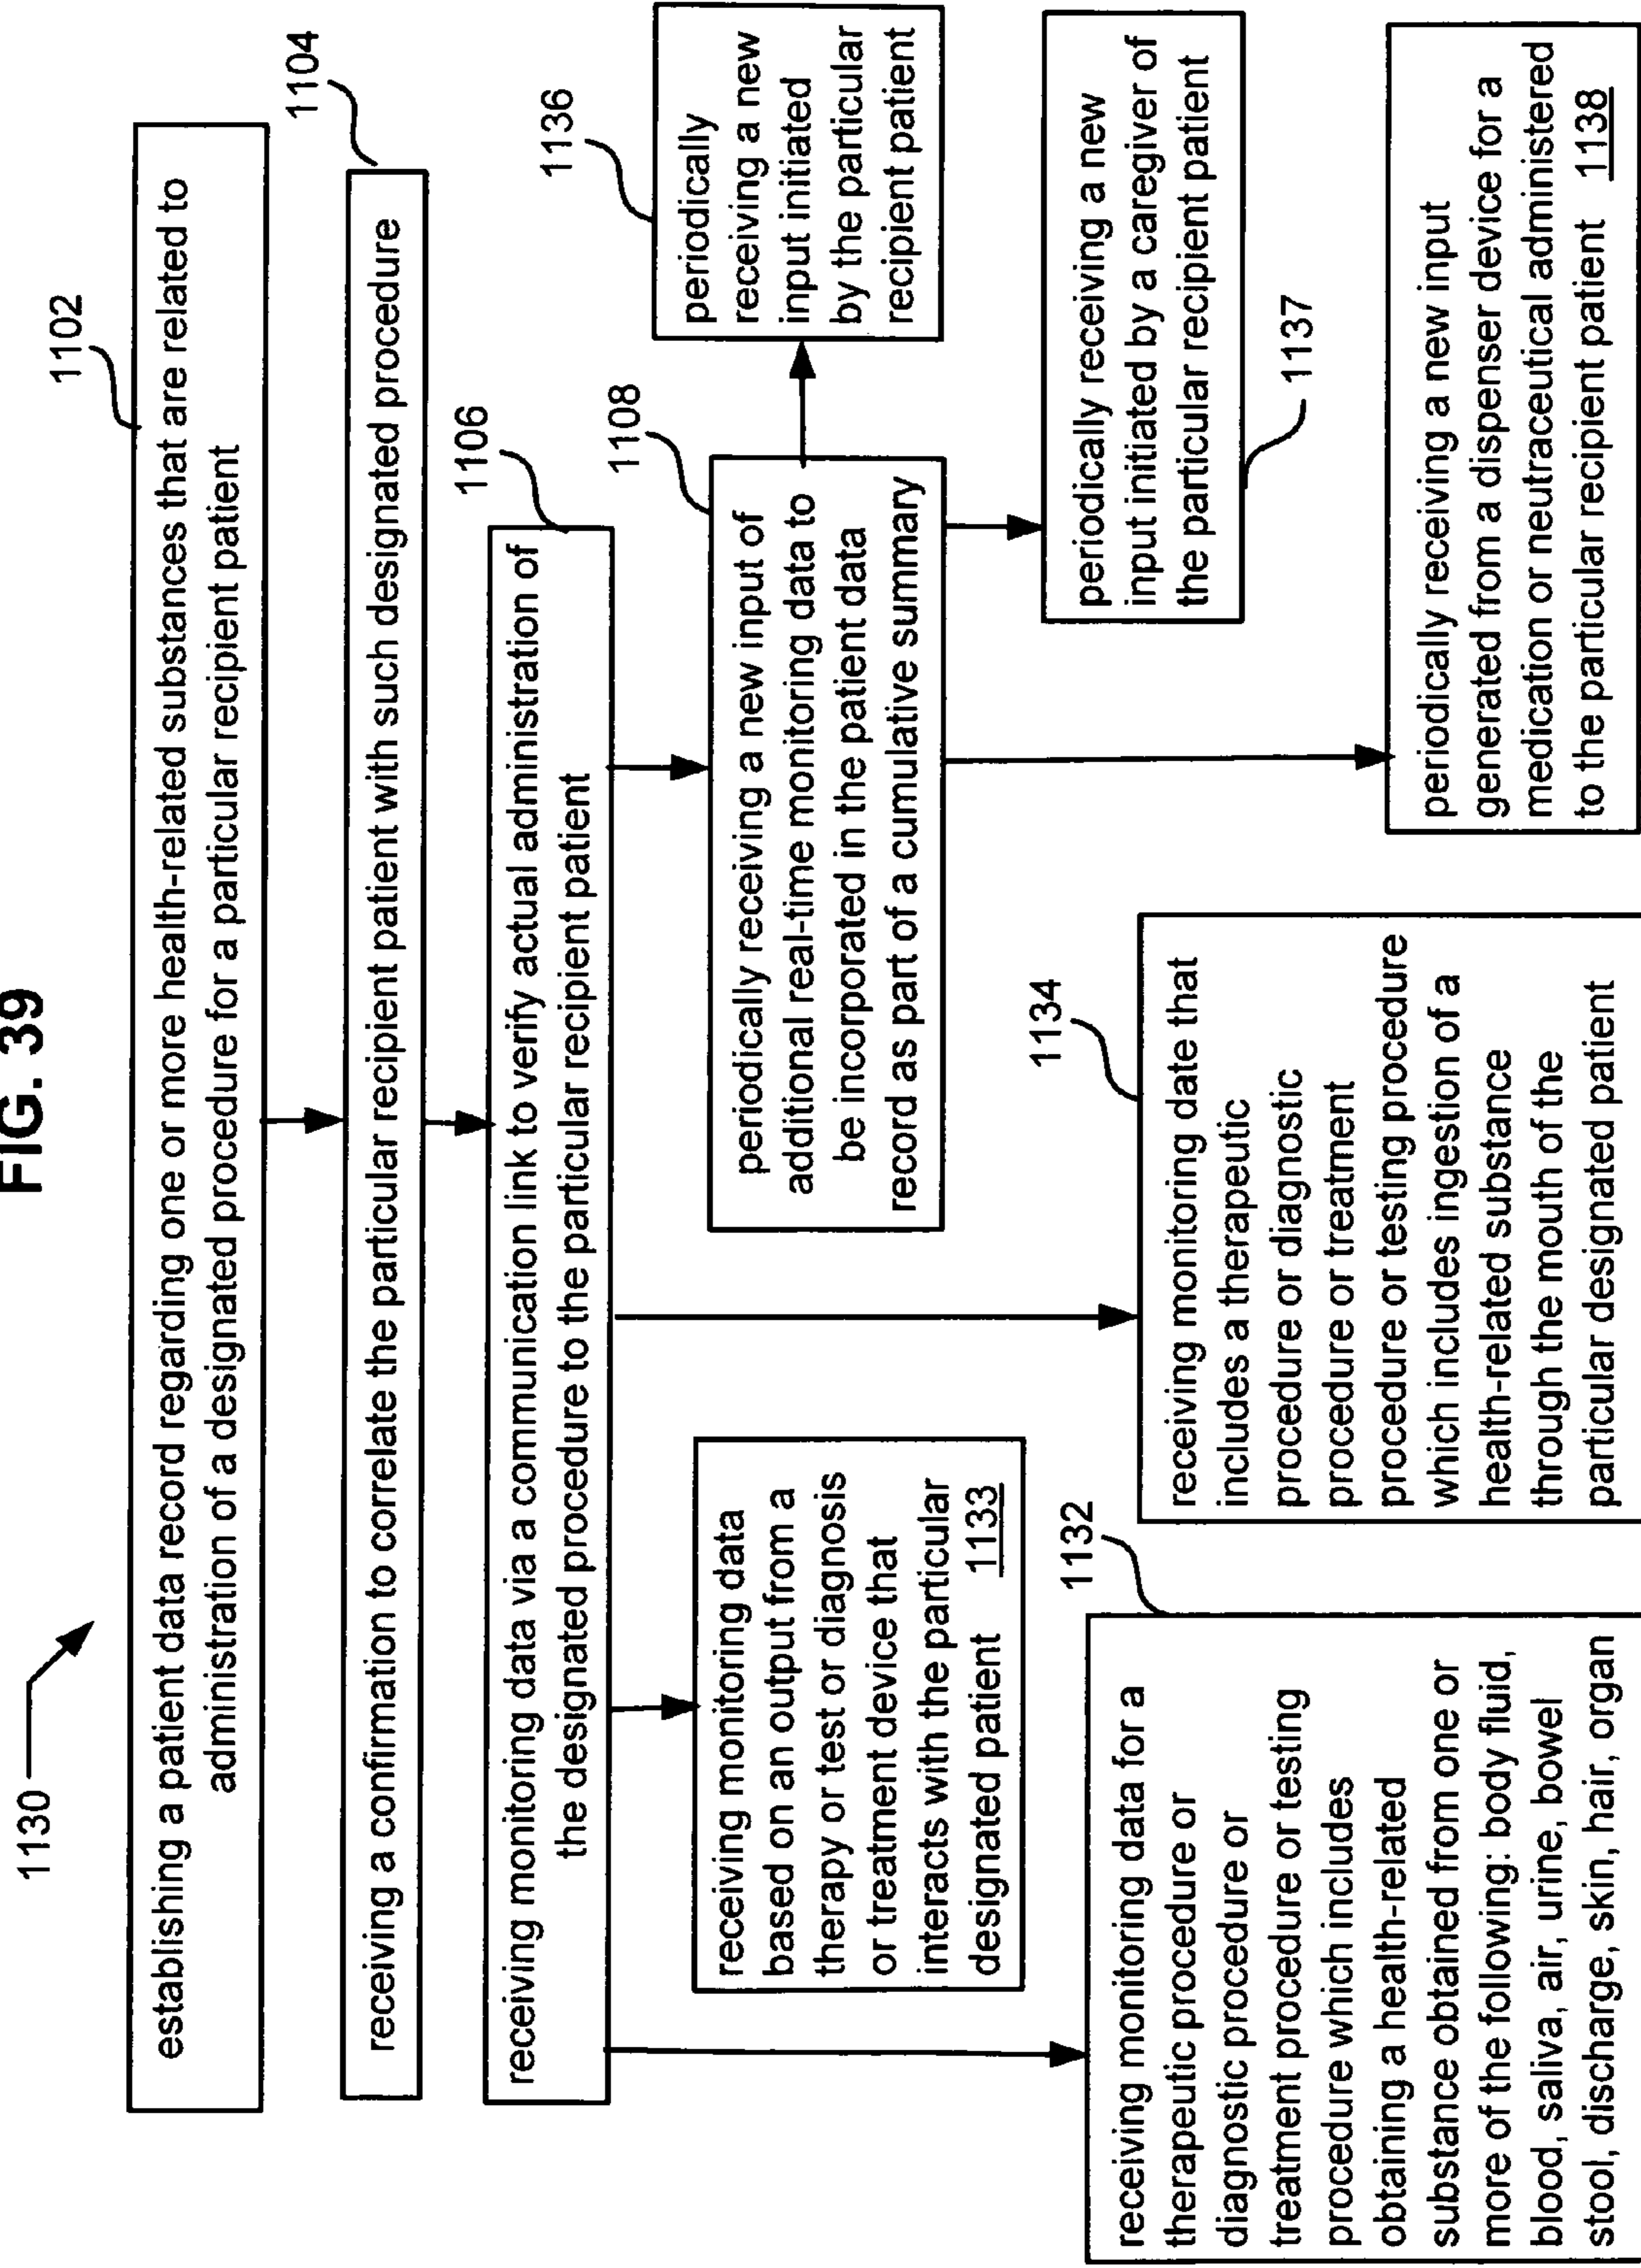 FIG. 39
1130
1102
establishing a patient data record regarding one or more health-related substances that are related to
administration of a designated procedure for a particular recipient patient
1104
receiving a confirmation to correlate the particular recipient patient with such designated procedure
1106
receiving monitoring data via a communication link to verify actual administration of
the designated procedure to the particular recipient patient
1108
periodically receiving a new input of
additional real-time monitoring data to
be incorporated in the patient data
record as part of a cumulative summary
1136
periodically
receiving a new
input initiated
by the particular
recipient patient
receiving monitoring data
based on an output from a
therapy or test or diagnosis
or treatment device that
interacts with the particular
designated patient 1133
1137
periodically receiving a new
input initiated by a caregiver of
the particular recipient patient
1132
receiving monitoring data for a
therapeutic procedure or
diagnostic procedure or
treatment procedure or testing
procedure which includes
obtaining a health-related
substance obtained from one or
more of the following: body fluid,
blood, saliva, air, urine, bowel
stool, discharge, skin, hair, organ
1134
receiving monitoring date that
includes a therapeutic
procedure or diagnostic
procedure or treatment
procedure or testing procedure
which includes ingestion of a
health-related substance
through the mouth of the
particular designated patient
periodically receiving a new input
generated from a dispenser device for a
medication or neutraceutical administered
to the particular recipient patient 1138